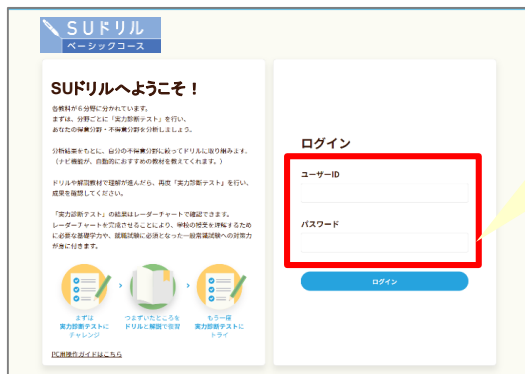 SUドリル
ベーシックコース
SUドリルへようこそ！
各教科が６分野に分かれています。
まずは、分野ごとに「実力診断テスト」を行い、
あなたの得意分野・不得意分野を分析しましょう。
分析結果をもとに、自分の不得意分野に絞ってドリルに取り組みます。
（ナビ機能が、自動的におすすめの教材を教えてくれます。）
ドリルや解説教材で理解が進んだら、再度「実力診断テスト」を行い、
成果を確認してください。
「実力診断テスト」の結果はレーダーチャートで確認できます。
レーダーチャートを完成させることにより、学校の授業を理解するため
に必要な基礎学力や、就職試験に必須となった一般常識試験への対策力
が身に付きます。
まずは
実力診断テストに
チャレンジ
つまずいたところを
ドリルと解説で復習
もう一度
実力診断テストに
トライ
PC用操作ガイドはこちら
ログイン
ユーザーID
パスワード
ログイン